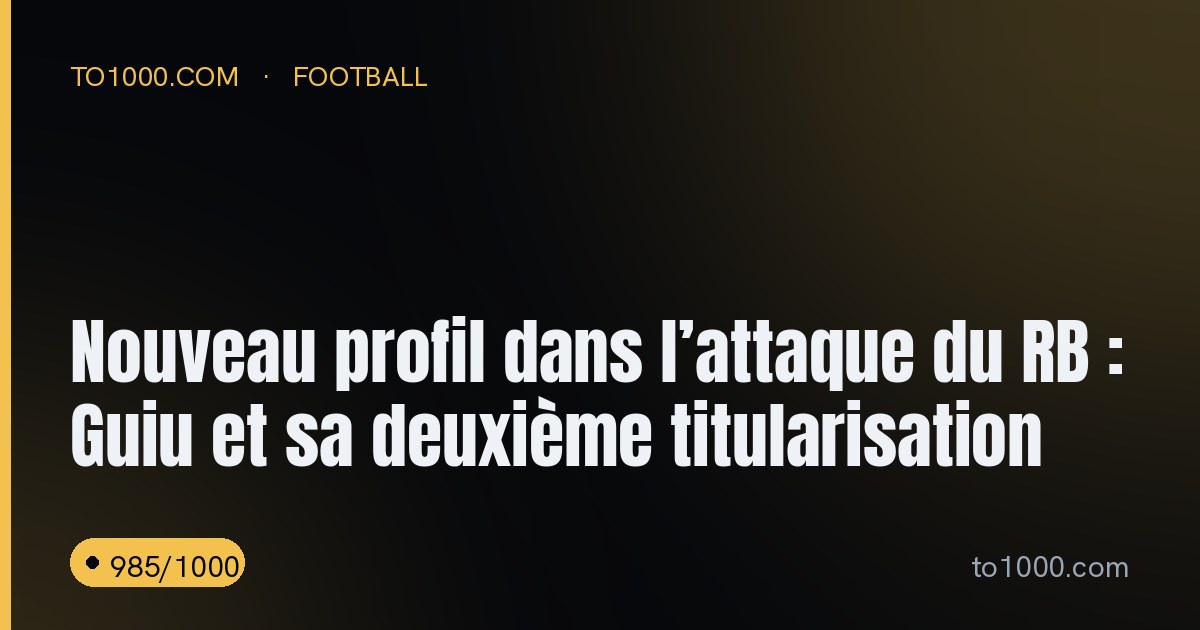 TO1000.COM · FOOTBALL
Nouveau profil dans l’attaque du RB :
Guiu et sa deuxième titularisation
985/1000
to1000.com